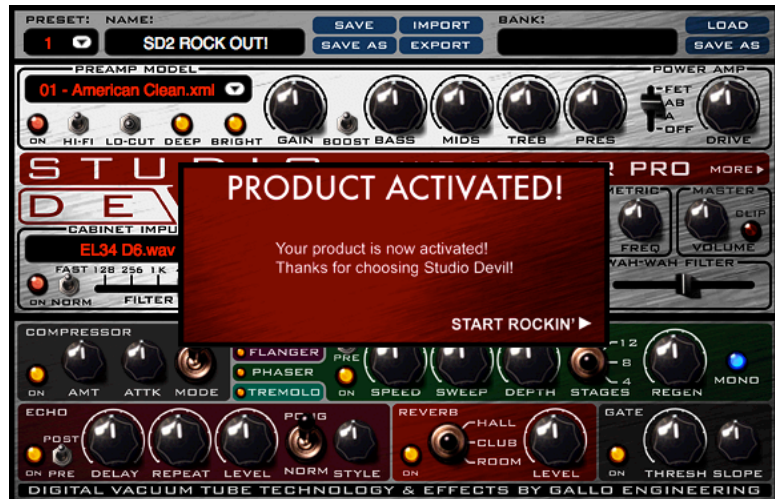 PRESET: NAME: SAVE IMPORT BANK: LOAD
1 SD2 ROCK OUT! SAVE AS EXPORT SAVE AS
PREAMP MODEL POWER AMP
01 - American Clean.xml
FET
AB
A
OFF
ON HI-FI LO-CUT DEEP BRIGHT GAIN BOOST BASS MIDS TREB PRES DRIVE
STUDIO PRO MORE
DE
PRODUCT ACTIVATED!
METRIC MASTER
CLIP
FREQ VOLUME
CABINET IMPU
EL34 D6.wav
Your product is now activated!
Thanks for choosing Studio Devil!
WAH-WAH FILTER
FAST 128 256 1K
ON NORM FILTER
START ROCKIN'
COMPRESSOR
FLANGER
PHASER
TREMOLO
PRE
12
8
4
ON AMT ATTK MODE ON SPEED SWEEP DEPTH STAGES REGEN MONO
ECHO
POST
ON PRE DELAY REPEAT LEVEL NORM STYLE
REVERB
HALL
CLUB
ROOM
ON LEVEL
GATE
ON THRESH SLOPE
DIGITAL VACUUM TUBE TECHNOLOGY & EFFECTS BY GALLO ENGINEERING